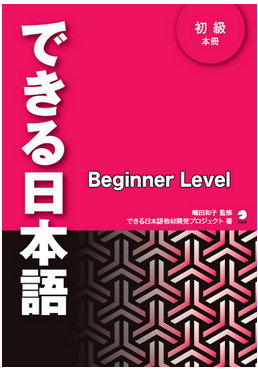 初級
本冊
できる日本語
Beginner Level
嶋田和子 監修
できる日本語教材開発プロジェクト 著